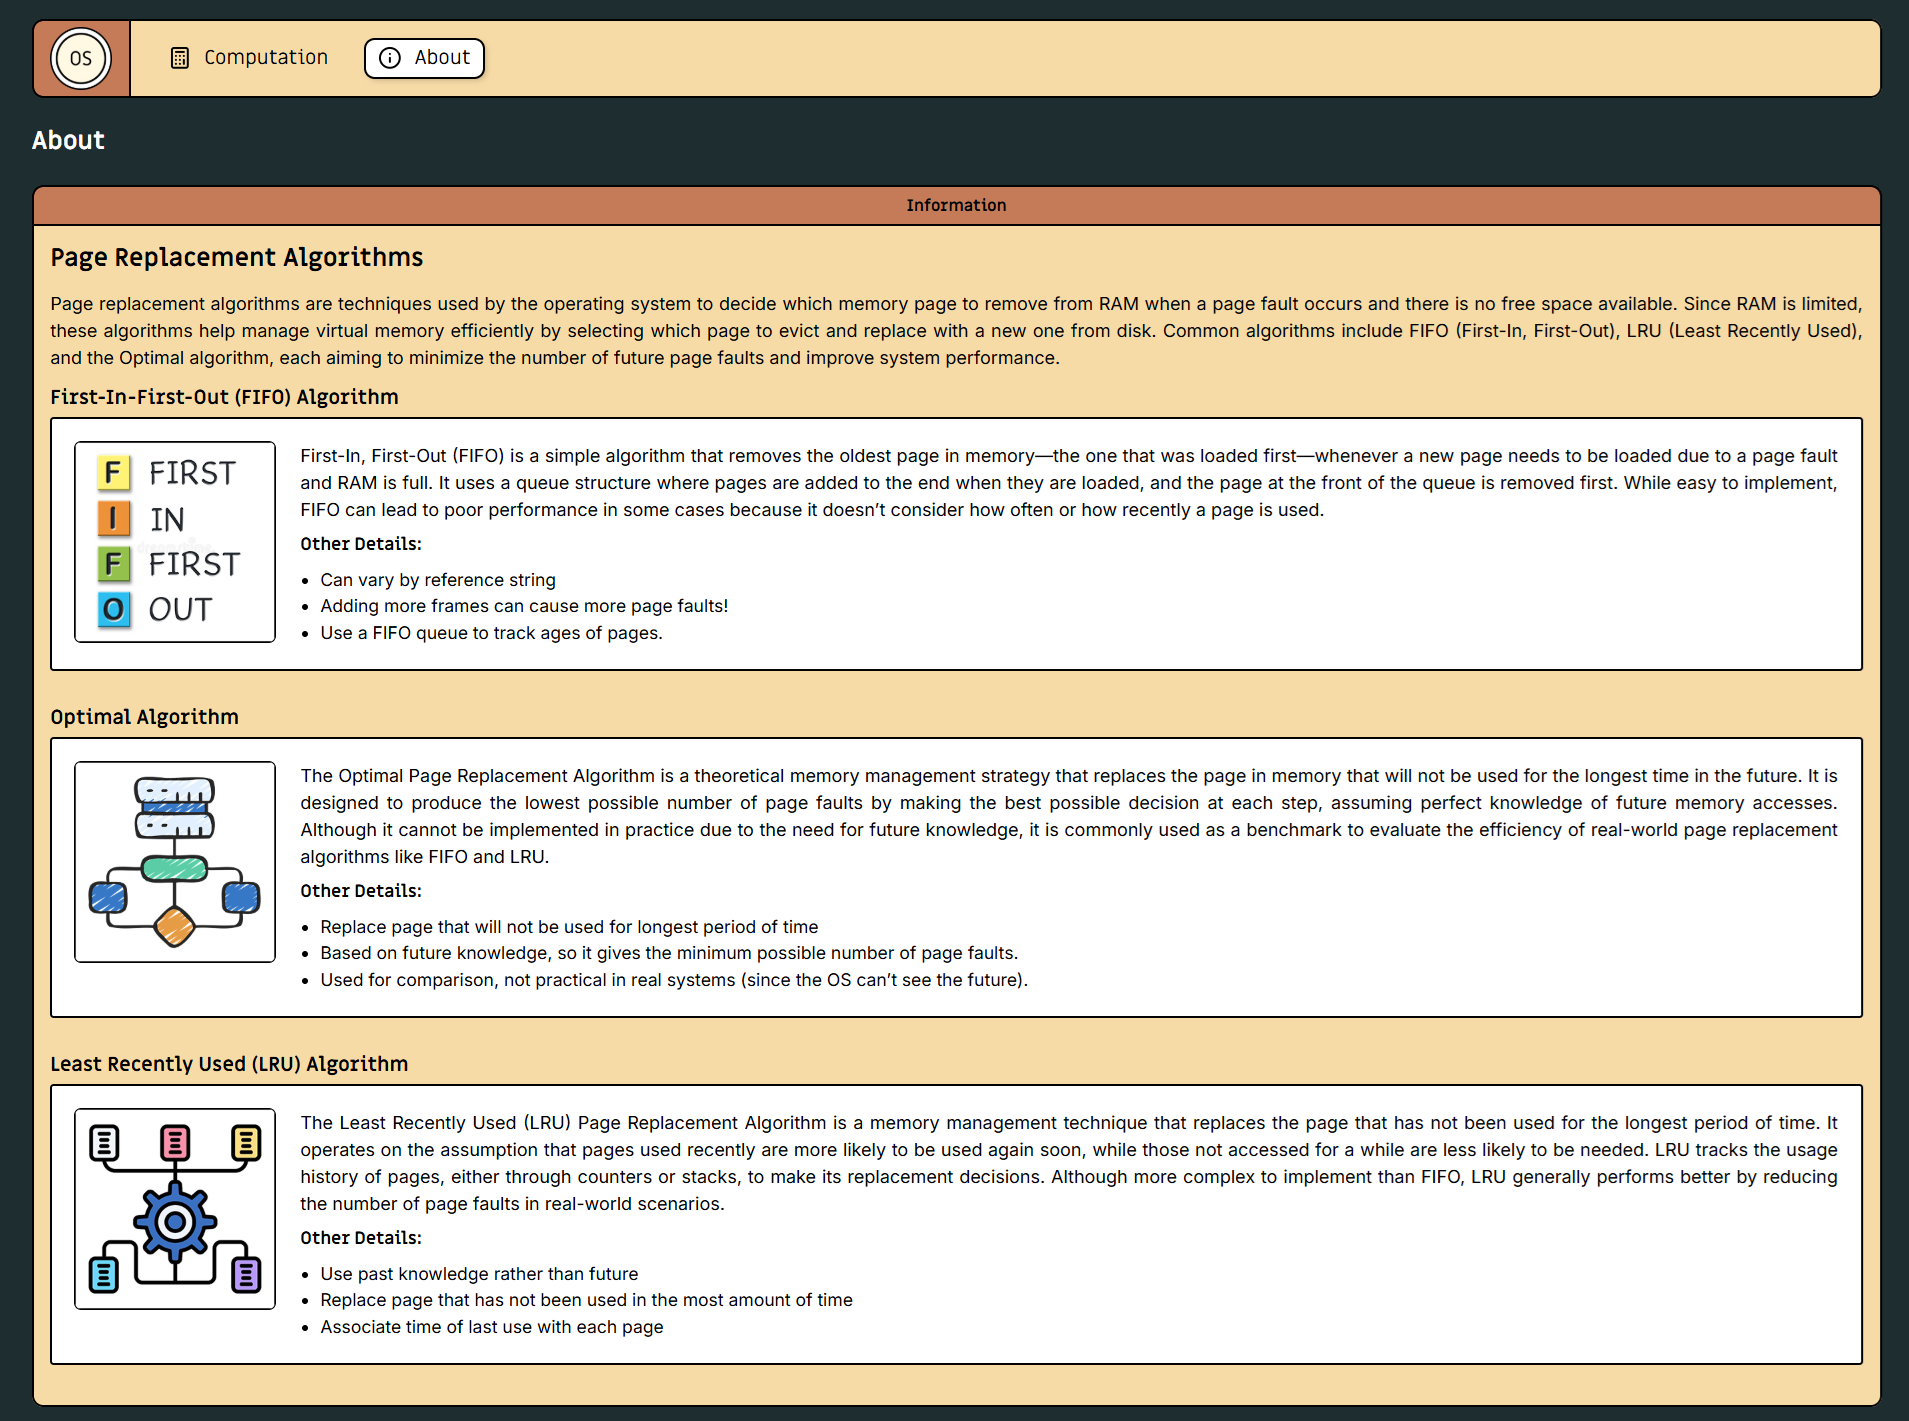 OS
Computation
About
About
Information
Page Replacement Algorithms
Page replacement algorithms are techniques used by the operating system to decide which memory page to remove from RAM when a page fault occurs and there is no free space available. Since RAM is limited,
these algorithms help manage virtual memory efficiently by selecting which page to evict and replace with a new one from disk. Common algorithms include FIFO (First-In, First-Out), LRU (Least Recently Used),
and the Optimal algorithm, each aiming to minimize the number of future page faults and improve system performance.
First-In-First-Out (FIFO) Algorithm
F FIRST
I IN
F FIRST
O OUT
First-In, First-Out (FIFO) is a simple algorithm that removes the oldest page in memory—the one that was loaded first—whenever a new page needs to be loaded due to a page fault
and RAM is full. It uses a queue structure where pages are added to the end when they are loaded, and the page at the front of the queue is removed first. While easy to implement,
FIFO can lead to poor performance in some cases because it doesn’t consider how often or how recently a page is used.
Other Details:
• Can vary by reference string
• Adding more frames can cause more page faults!
• Use a FIFO queue to track ages of pages.
Optimal Algorithm
The Optimal Page Replacement Algorithm is a theoretical memory management strategy that replaces the page in memory that will not be used for the longest time in the future. It is
designed to produce the lowest possible number of page faults by making the best possible decision at each step, assuming perfect knowledge of future memory accesses.
Although it cannot be implemented in practice due to the need for future knowledge, it is commonly used as a benchmark to evaluate the efficiency of real-world page replacement
algorithms like FIFO and LRU.
Other Details:
• Replace page that will not be used for longest period of time
• Based on future knowledge, so it gives the minimum possible number of page faults.
• Used for comparison, not practical in real systems (since the OS can’t see the future).
Least Recently Used (LRU) Algorithm
The Least Recently Used (LRU) Page Replacement Algorithm is a memory management technique that replaces the page that has not been used for the longest period of time. It
operates on the assumption that pages used recently are more likely to be used again soon, while those not accessed for a while are less likely to be needed. LRU tracks the usage
history of pages, either through counters or stacks, to make its replacement decisions. Although more complex to implement than FIFO, LRU generally performs better by reducing
the number of page faults in real-world scenarios.
Other Details:
• Use past knowledge rather than future
• Replace page that has not been used in the most amount of time
• Associate time of last use with each page